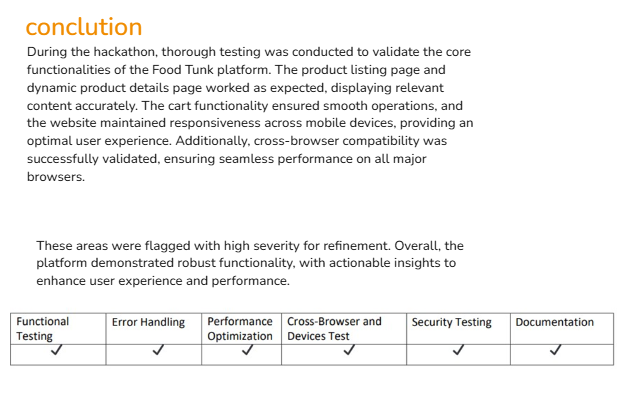 conclution
During the hackathon, thorough testing was conducted to validate the core
functionalities of the Food Tunk platform. The product listing page and
dynamic product details page worked as expected, displaying relevant
content accurately. The cart functionality ensured smooth operations, and
the website maintained responsiveness across mobile devices, providing an
optimal user experience. Additionally, cross-browser compatibility was
successfully validated, ensuring seamless performance on all major
browsers.
These areas were flagged with high severity for refinement. Overall, the
platform demonstrated robust functionality, with actionable insights to
enhance user experience and performance.
Functional Testing
Error Handling
Performance Optimization
Cross-Browser and Devices Test
Security Testing
Documentation
✓ ✓ ✓ ✓ ✓ ✓